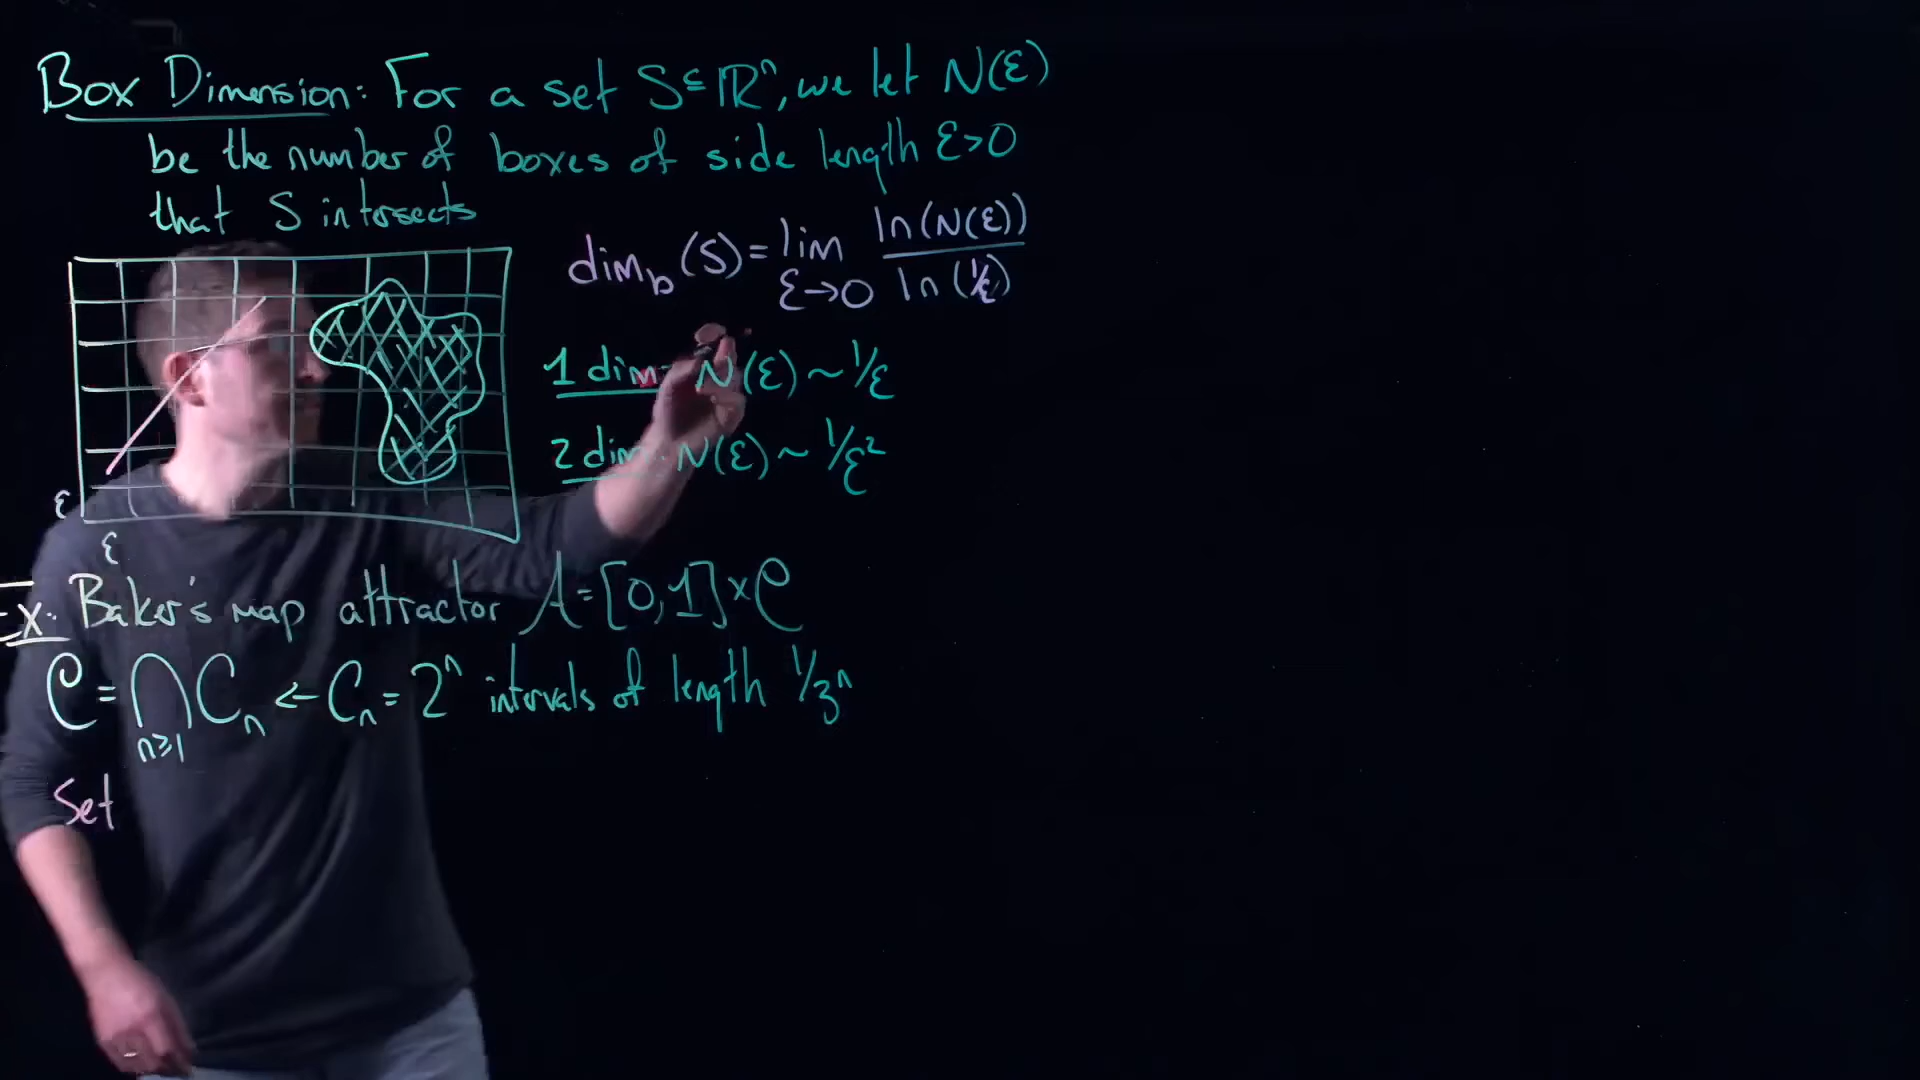 Box Dimension: For a set S⊆ℝⁿ, we let N(ε)
be the number of boxes of side length ε>0
that S intersects
dim_b(S) = lim_{ε→0} ln(N(ε)) / ln(1/ε)
1 dim: N(ε) ~ 1/ε
2 dim: N(ε) ~ 1/ε²
ε
ε
Ex: Baker's map attractor A = [0,1] × C
C = ⋂_{n≥1} C_n ← C_n = 2ⁿ intervals of length 1/3ⁿ
Set